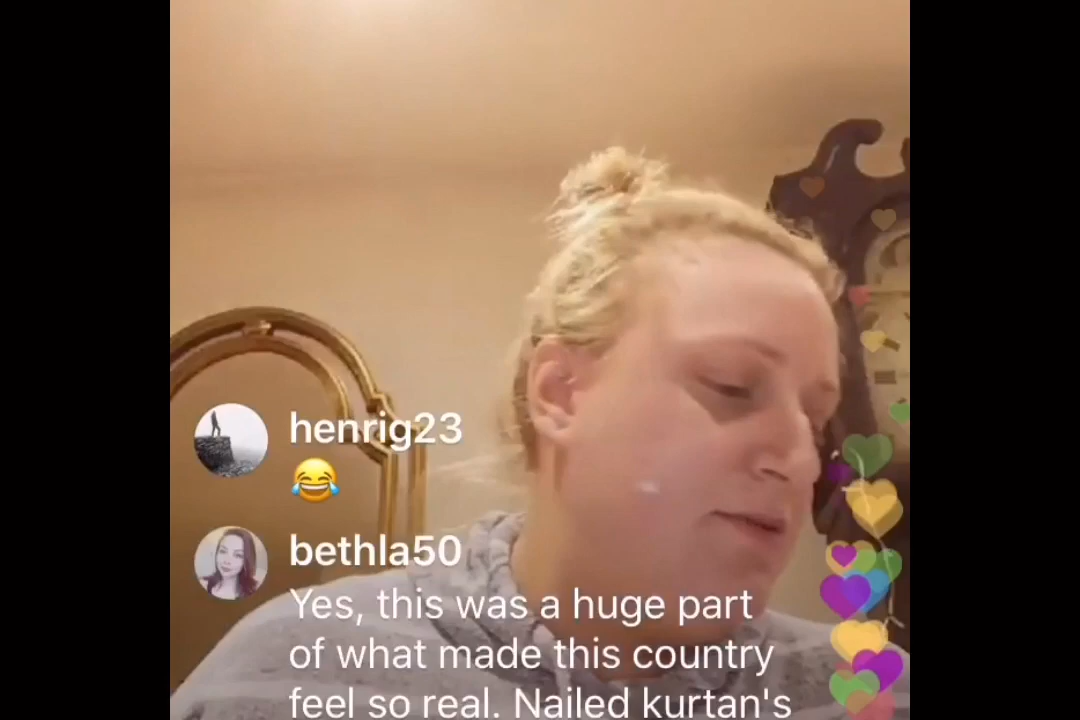 henrig23
😂
bethla50
Yes, this was a huge part
of what made this country
feel so real. Nailed kurtan's